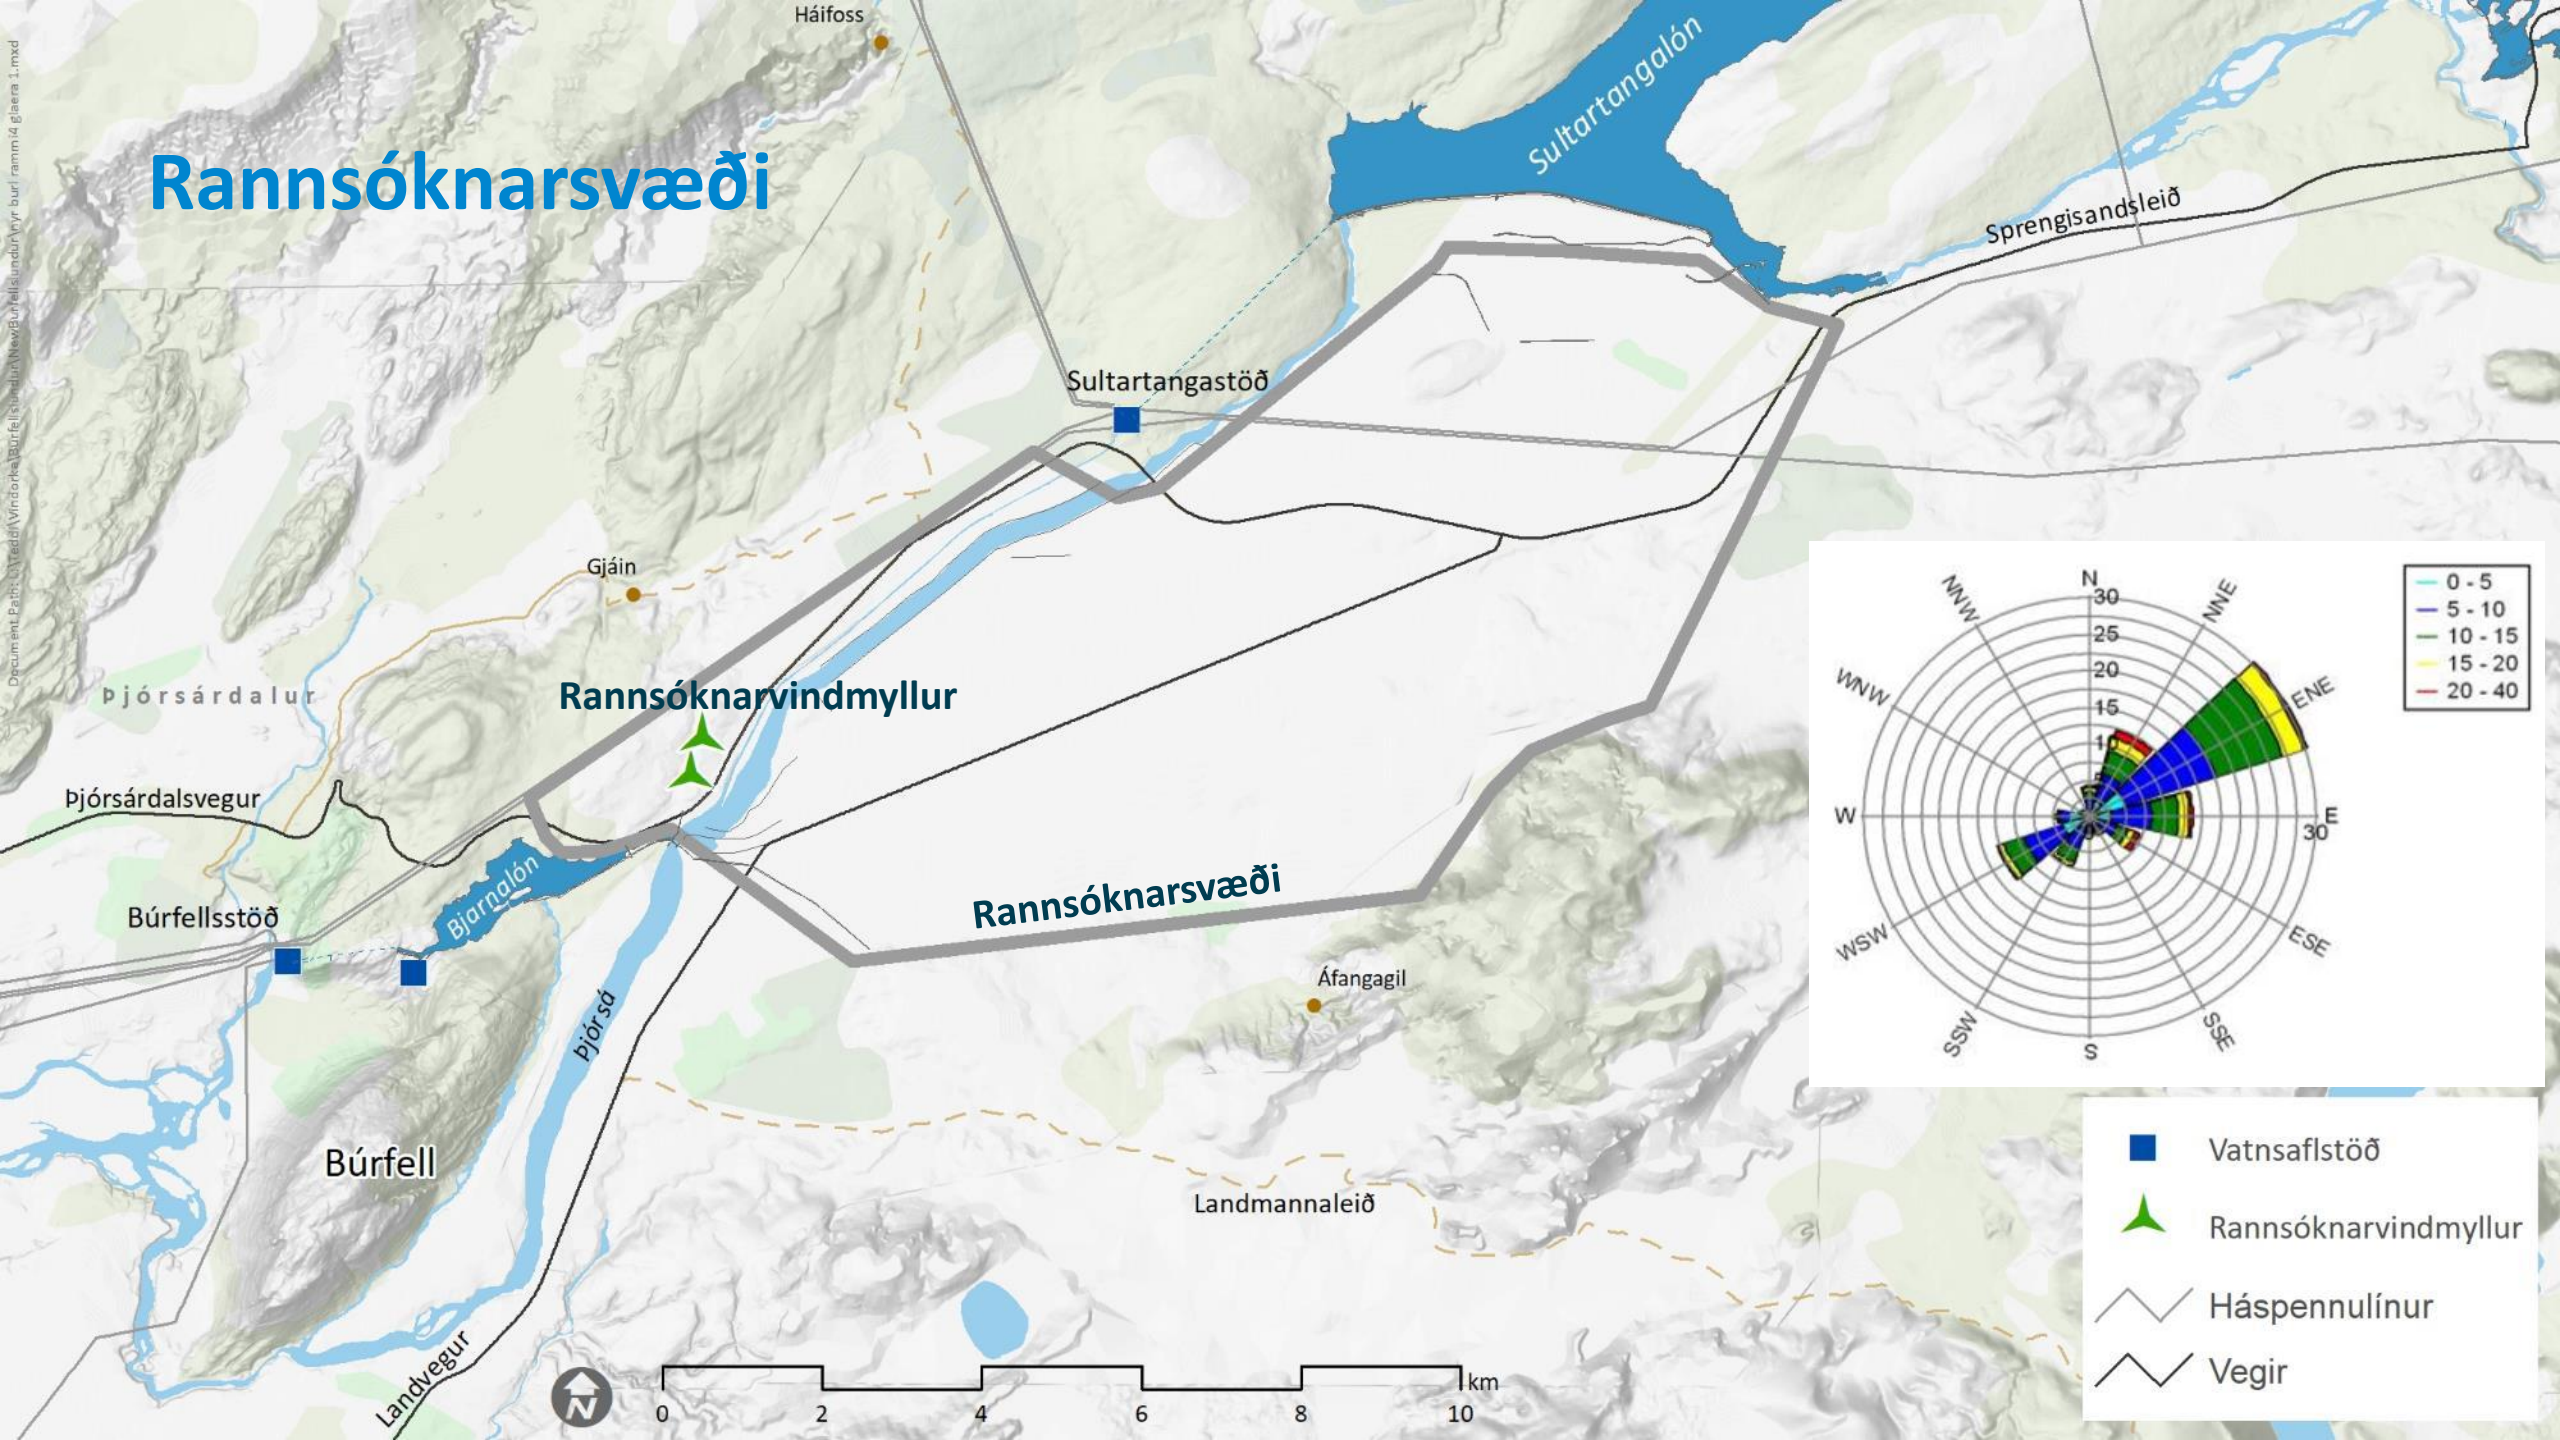 Háifoss
Sultartangalón
Rannsóknarsvæði
Sprengisandsleið
Sultartangastöð
Gjáin
Rannsóknarvindmyllur
Þjórsárdalur
Þjórsárdalsvegur
Bjarnalón
Búrfellsstöð
Rannsóknarsvæði
Áfangagil
Þjórsá
Búrfell
Landmannaleið
Landvegur
N
0 2 4 6 8 10
km
N
NNE
ENE
E
ESE
SSE
S
SSW
WSW
W
WNW
NNW
30
25
20
15
30
0 - 5
5 - 10
10 - 15
15 - 20
20 - 40
Vatnsaflstöð
Rannsóknarvindmyllur
Háspennulínur
Vegir